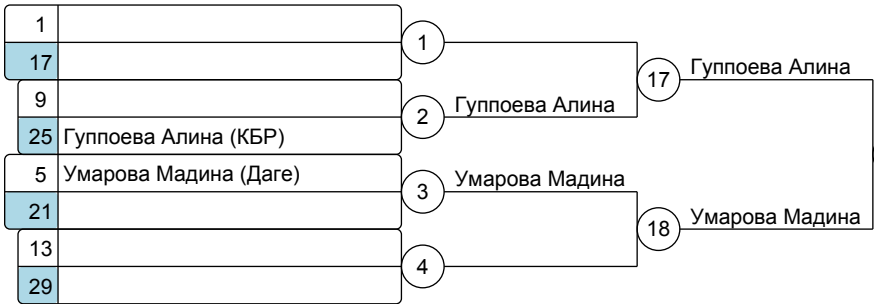 1
17
1
9
25 Гуппоева Алина (КБР)
2 Гуппоева Алина
17 Гуппоева Алина
5 Умарова Мадина (Даге)
21
3 Умарова Мадина
13
29
4
18 Умарова Мадина